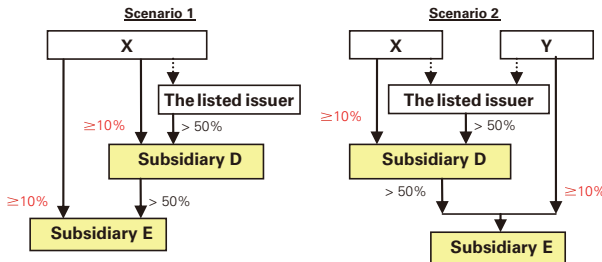 Scenario 1
X
The listed issuer
≥10%
> 50%
Subsidiary D
≥10%
> 50%
Subsidiary E
Scenario 2
X
Y
The listed issuer
≥10%
> 50%
Subsidiary D
> 50%
≥10%
Subsidiary E